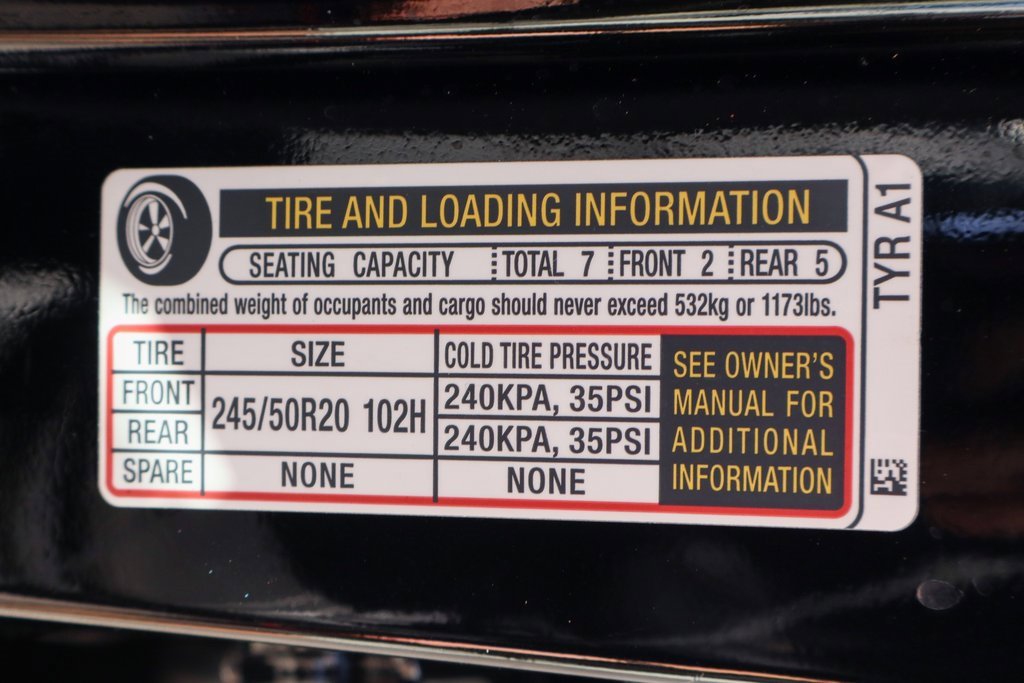 TIRE AND LOADING INFORMATION
SEATING CAPACITY TOTAL 7 FRONT 2 REAR 5
The combined weight of occupants and cargo should never exceed 532kg or 1173lbs.
TIRE SIZE COLD TIRE PRESSURE
FRONT 245/50R20 102H 240KPA, 35PSI
REAR 240KPA, 35PSI
SPARE NONE NONE
SEE OWNER'S
MANUAL FOR
ADDITIONAL
INFORMATION
TYR A1